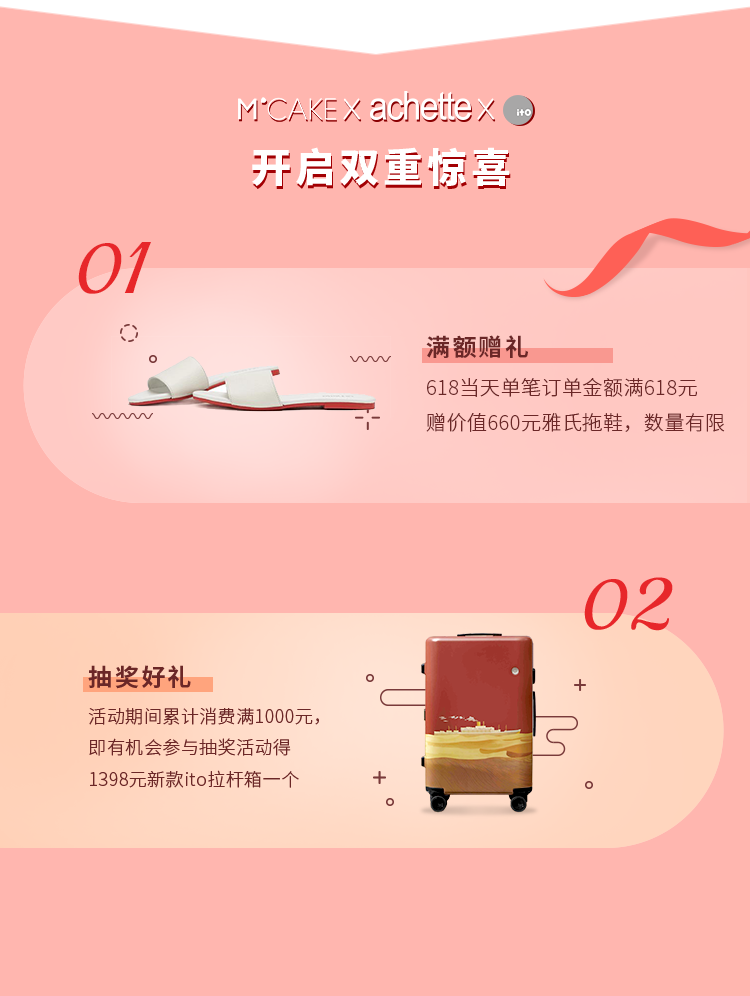 M'CAKE X achette X itO
开启双重惊喜
01
满额赠礼
618当天单笔订单金额满618元
赠价值660元雅氏拖鞋，数量有限
02
抽奖好礼
活动期间累计消费满1000元，
即有机会参与抽奖活动得
1398元新款ito拉杆箱一个